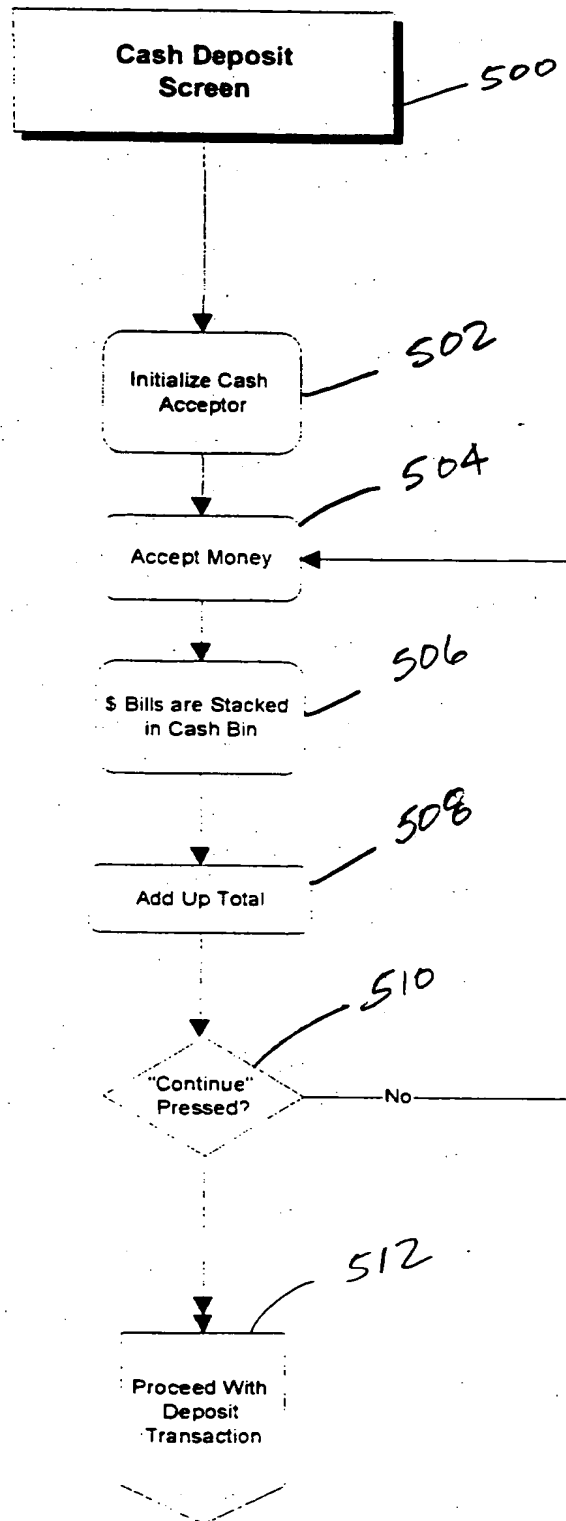 Cash Deposit
Screen
500
Initialize Cash
Acceptor
502
504
Accept Money
$ Bills are Stacked
in Cash Bin
506
508
Add Up Total
510
"Continue"
Pressed?
No
512
Proceed With
Deposit
Transaction